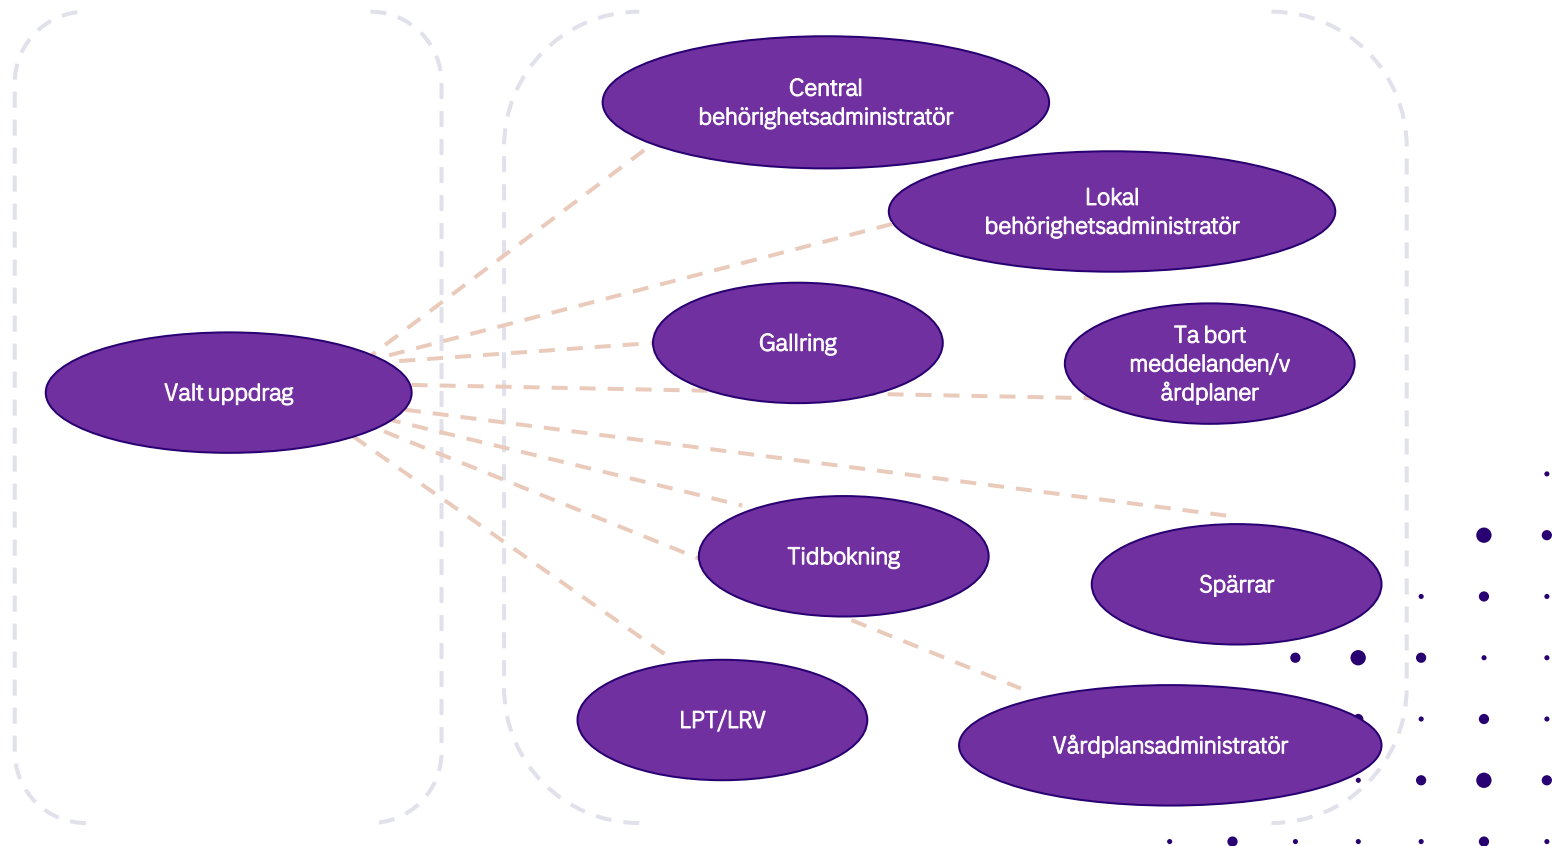 Central
behörighetsadministratör
Lokal
behörighetsadministratör
Gallring
Ta bort
meddelanden/v
årdplaner
Valt uppdrag
Tidbokning
Spärrar
LPT/LRV
Vårdplansadministratör